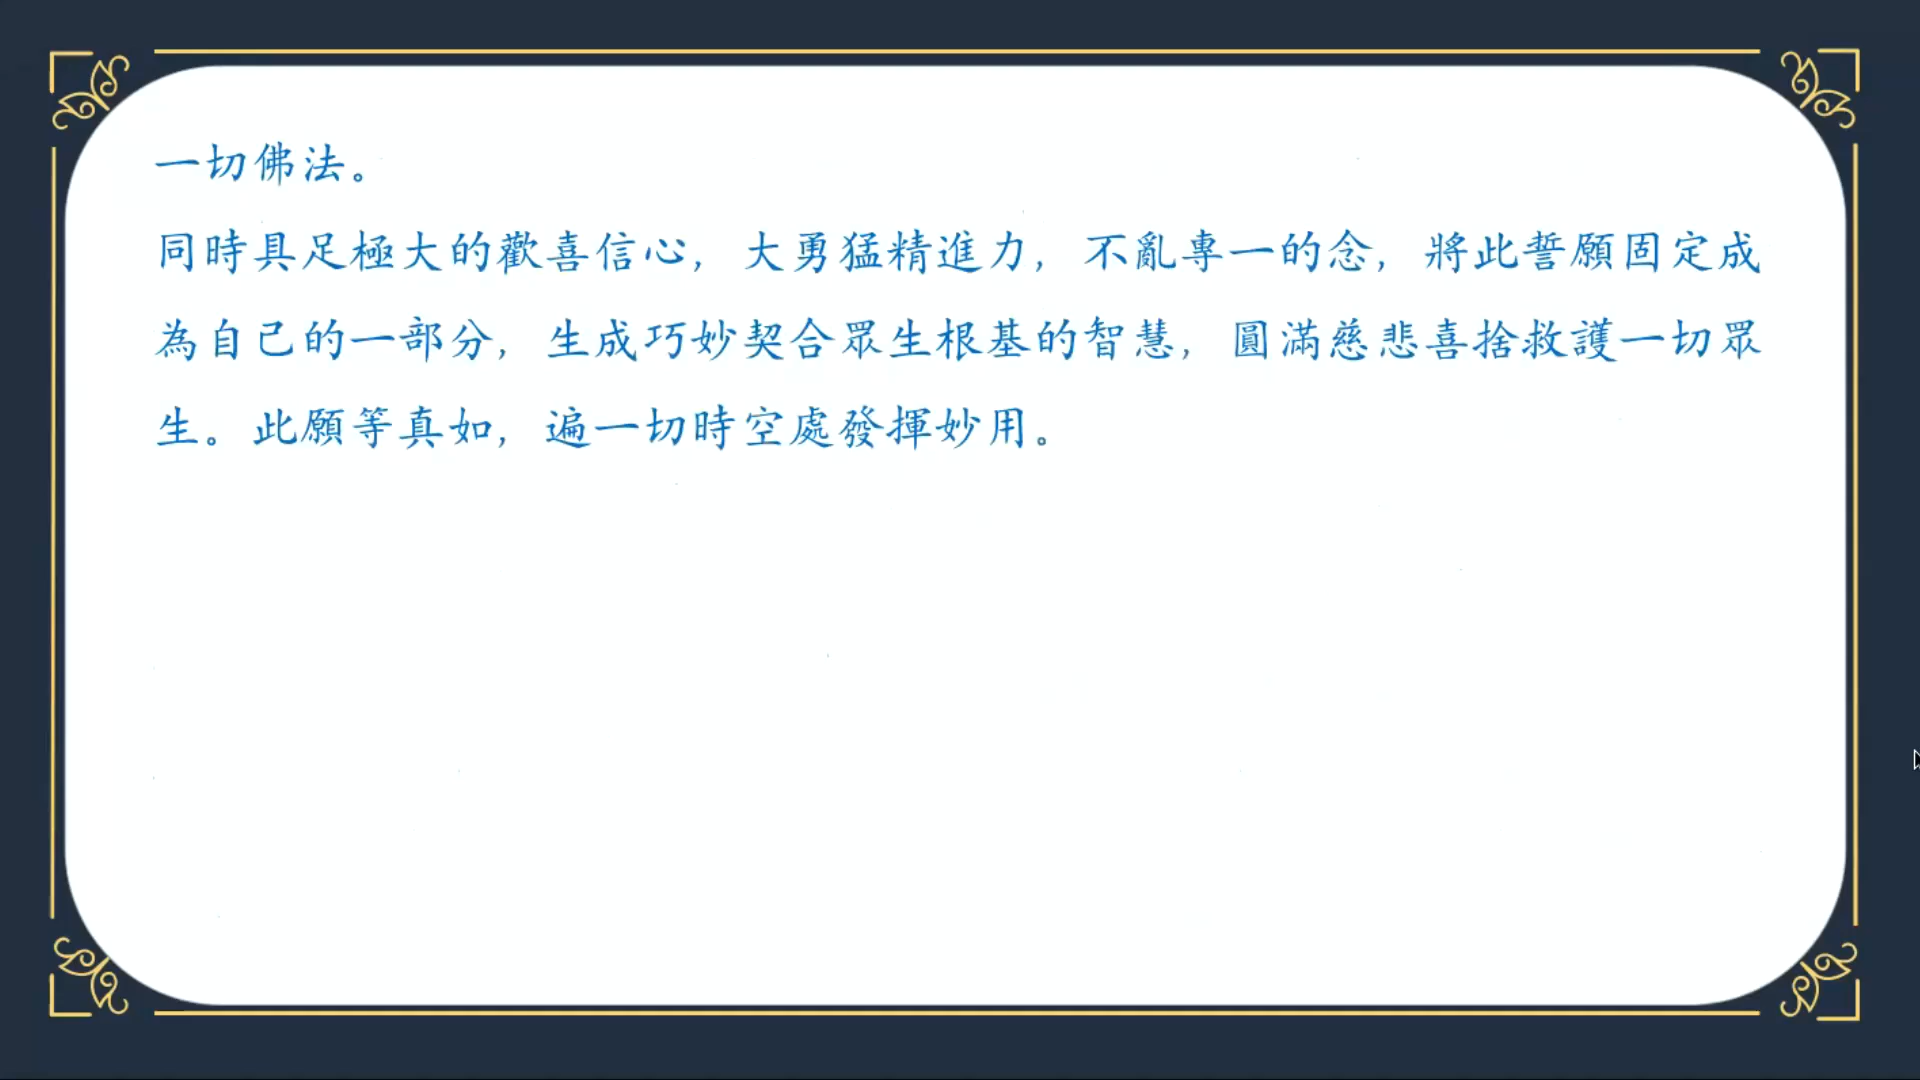 一切佛法。
同時具足極大的歡喜信心，大勇猛精進力，不亂專一的念，將此誓願固定成
為自己的一部分，生成巧妙契合眾生根基的智慧，圓滿慈悲喜捨救護一切眾
生。此願等真如，遍一切時空處發揮妙用。